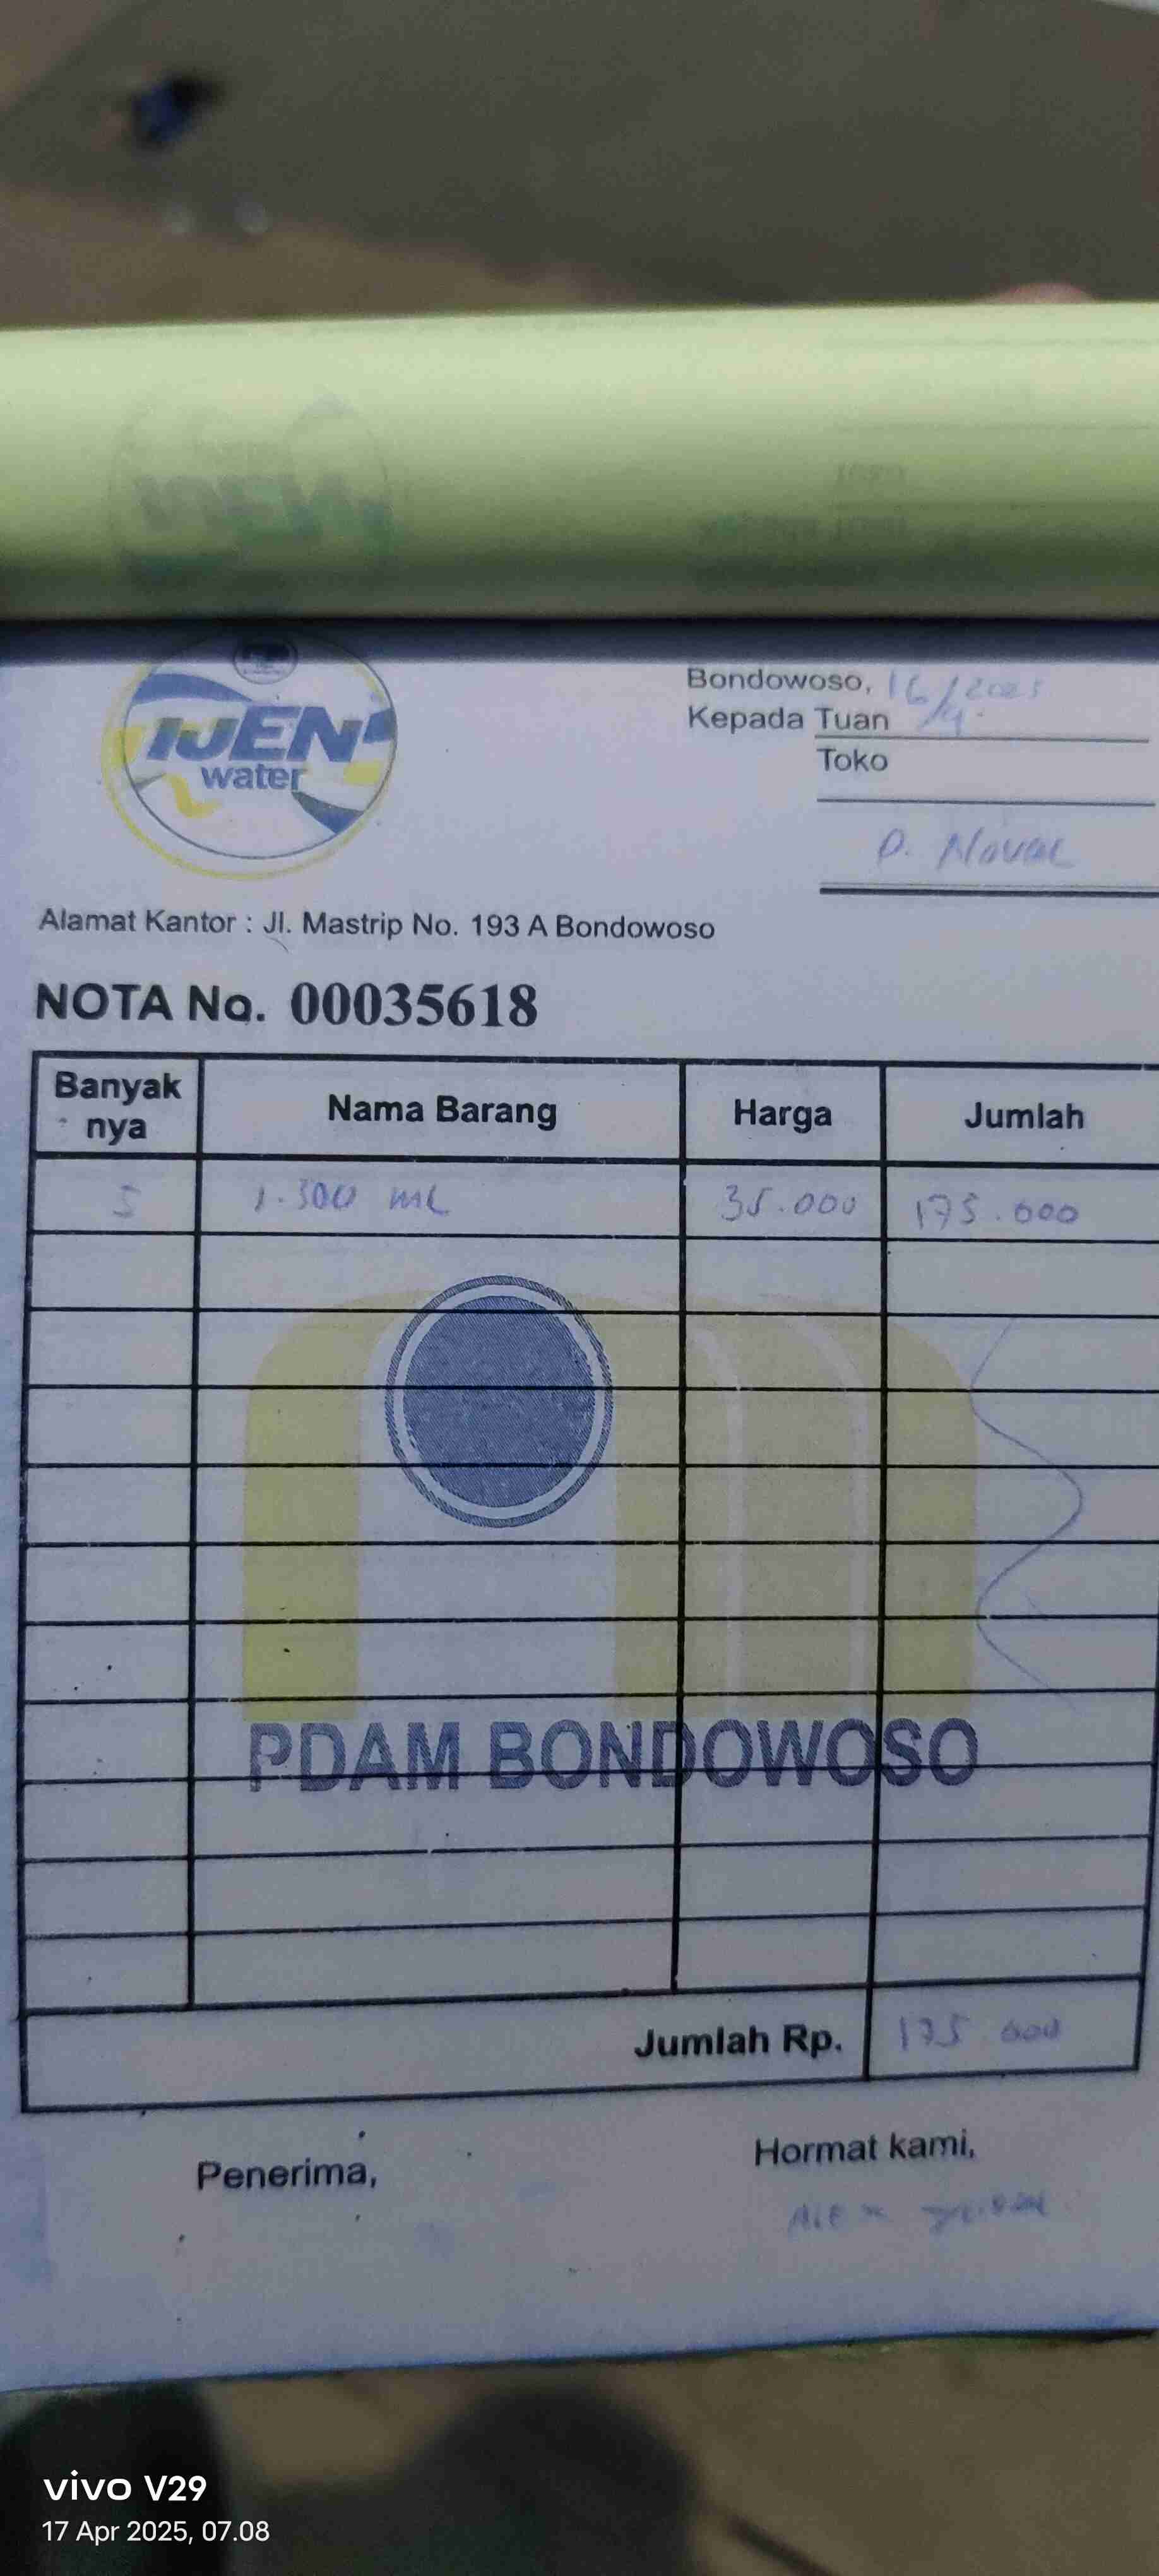 IJEN
water
Bondowoso, 16/4 2025
Kepada Tuan
Toko
P. Noval
Alamat Kantor : Jl. Mastrip No. 193 A Bondowoso
NOTA No. 00035618
Banyak nya Nama Barang Harga Jumlah
5 1.500 ml 35.000 175.000
PDAM BONDOWOSO
Jumlah Rp. 175 000
Penerima,
Hormat kami,
vivo V29
17 Apr 2025, 07.08